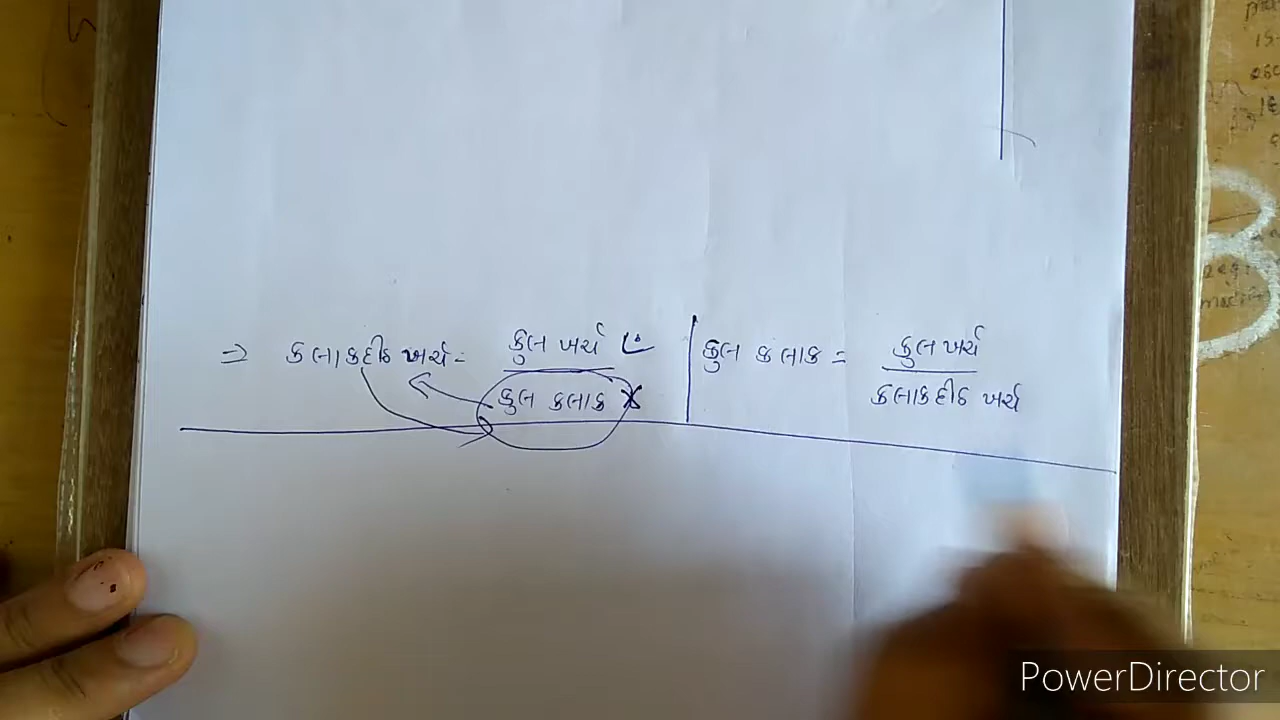 ⇒ કલાકદીઠ ખર્ચ = કુલ ખર્ચ / કુલ કલાક
કુલ કલાક = કુલ ખર્ચ / કલાકદીઠ ખર્ચ
PowerDirector